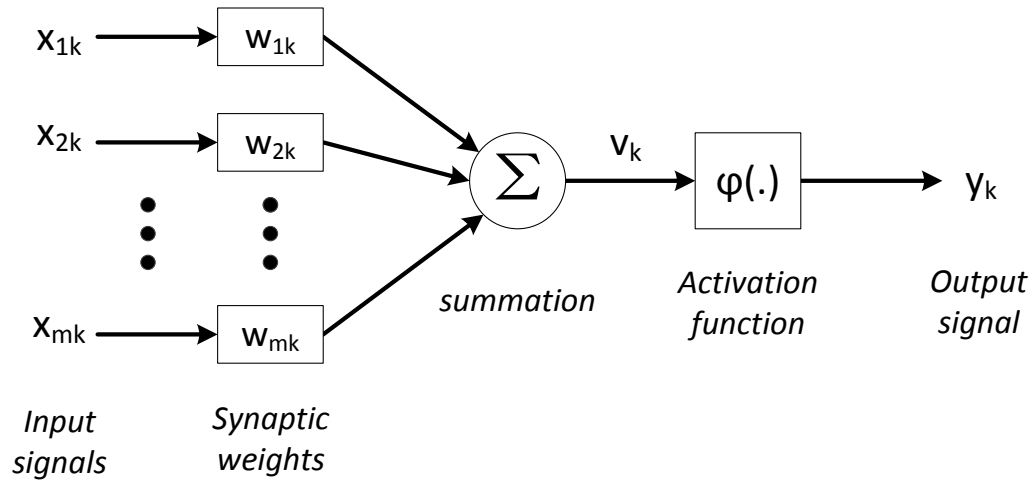 x1k
w1k
x2k
w2k
Σ
vk
φ(.)
yk
xmk
wmk
summation
Activation
function
Output
signal
Input
signals
Synaptic
weights